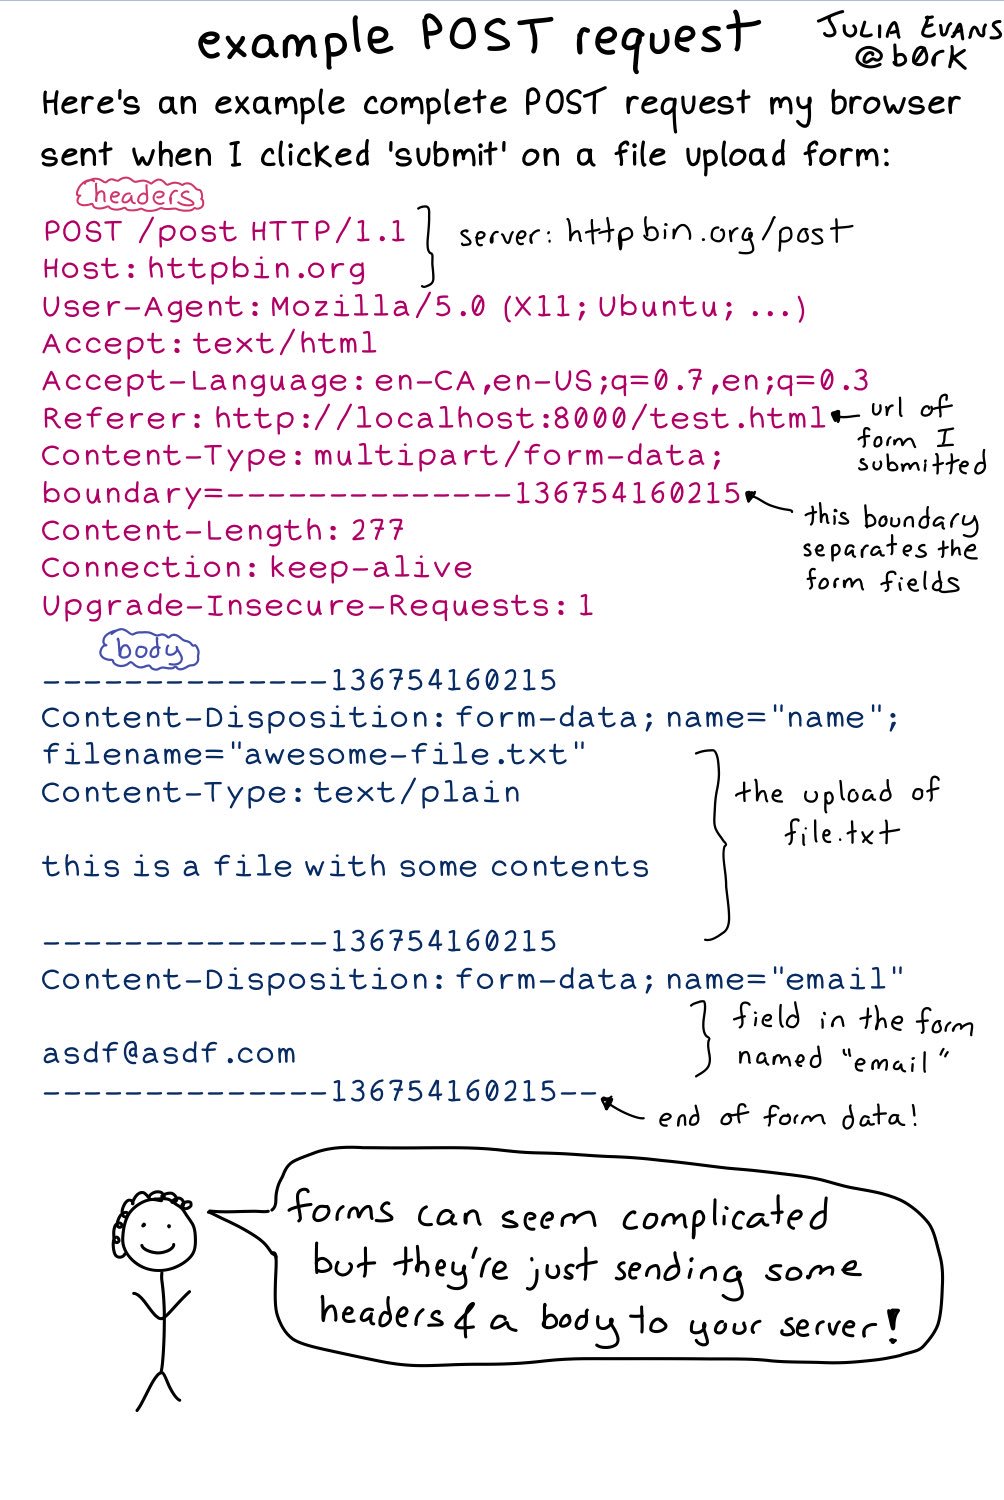 example POST request
JULIA EVANS
@b0rk
Here's an example complete POST request my browser
sent when I clicked 'submit' on a file upload form:
headers
POST /post HTTP/1.1
Host: httpbin.org
server: httpbin.org/post
User-Agent: Mozilla/5.0 (X11; Ubuntu; ...)
Accept: text/html
Accept-Language: en-CA,en-US;q=0.7,en;q=0.3
Referer: http://localhost:8000/test.html
url of
form I
submitted
Content-Type: multipart/form-data;
boundary=--------------136754160215
this boundary
separates the
form fields
Content-Length: 277
Connection: keep-alive
Upgrade-Insecure-Requests: 1
body
--------------136754160215
Content-Disposition: form-data; name="name";
filename="awesome-file.txt"
Content-Type: text/plain
the upload of
file.txt
this is a file with some contents
--------------136754160215
Content-Disposition: form-data; name="email"
field in the form
named "email"
asdf@asdf.com
--------------136754160215--
end of form data!
forms can seem complicated
but they're just sending some
headers & a body to your server!